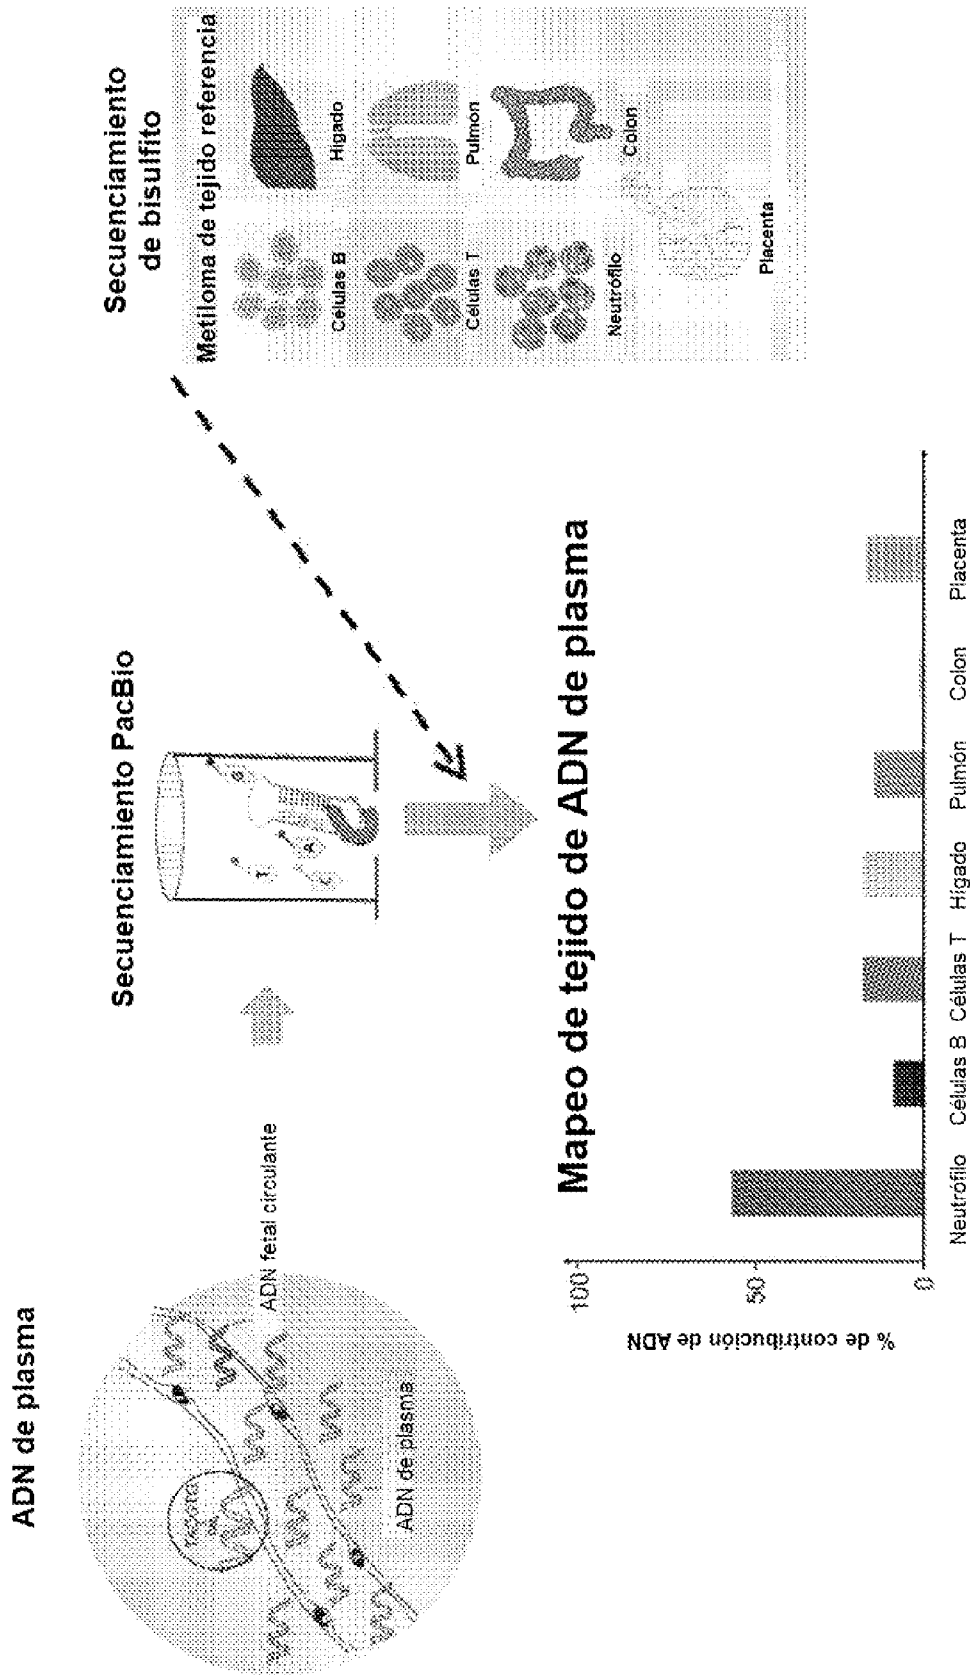 ADN de plasma
ADN fetal circulante
ADN de plasma
Secuenciamiento PacBio
T
C
A
G
Secuenciamiento
de bisulfito
Metiloma de tejido referencia
Células B
Hígado
Células T
Pulmon
Neutrófilo
Colon
Placenta
Mapeo de tejido de ADN de plasma
% de contribución de ADN
100
50
0
Neutrófilo Células B Células T Hígado Pulmón Colon Placenta